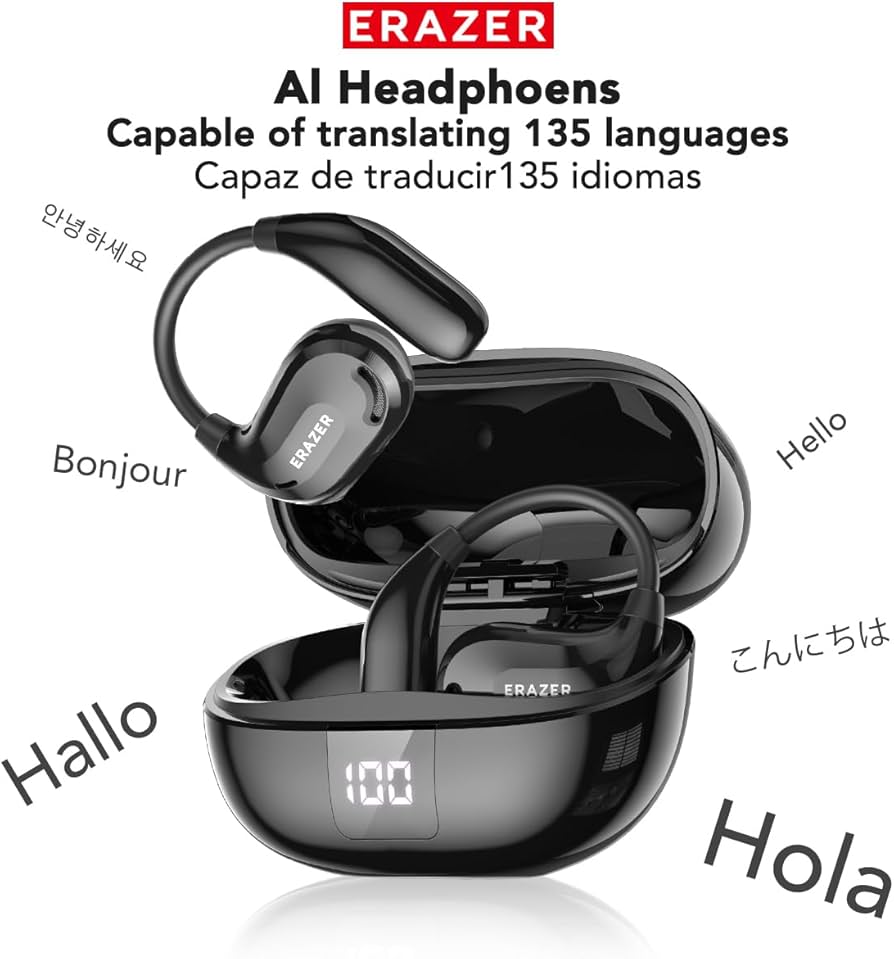 ERAZER
Al Headphoens
Capable of translating 135 languages
Capaz de traducir135 idiomas
안녕하세요
ERAZER
Bonjour
Hello
こんにちは
ERAZER
Hallo
100
Hola